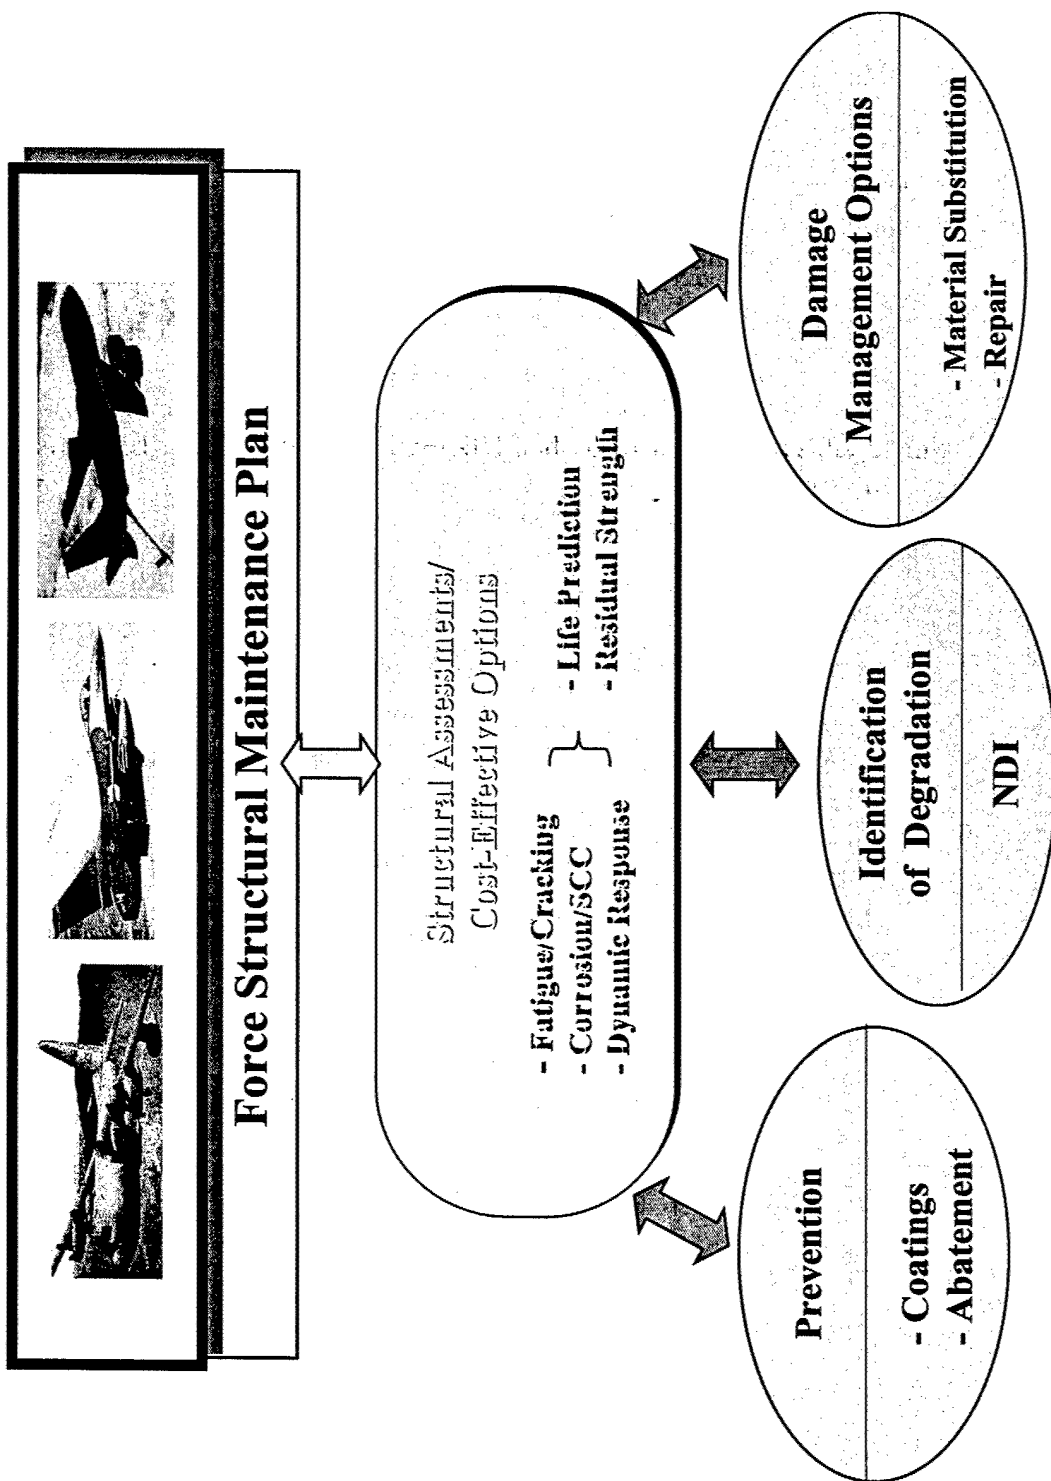 Force Structural Maintenance Plan
Structural Assessments/
Cost-Effective Options
- Fatigue/Cracking
- Corrosion/SCC
- Dynamic Response
- Life Prediction
- Residual Strength
Prevention
- Coatings
- Abatement
Identification
of Degradation
NDI
Damage
Management Options
- Material Substitution
- Repair